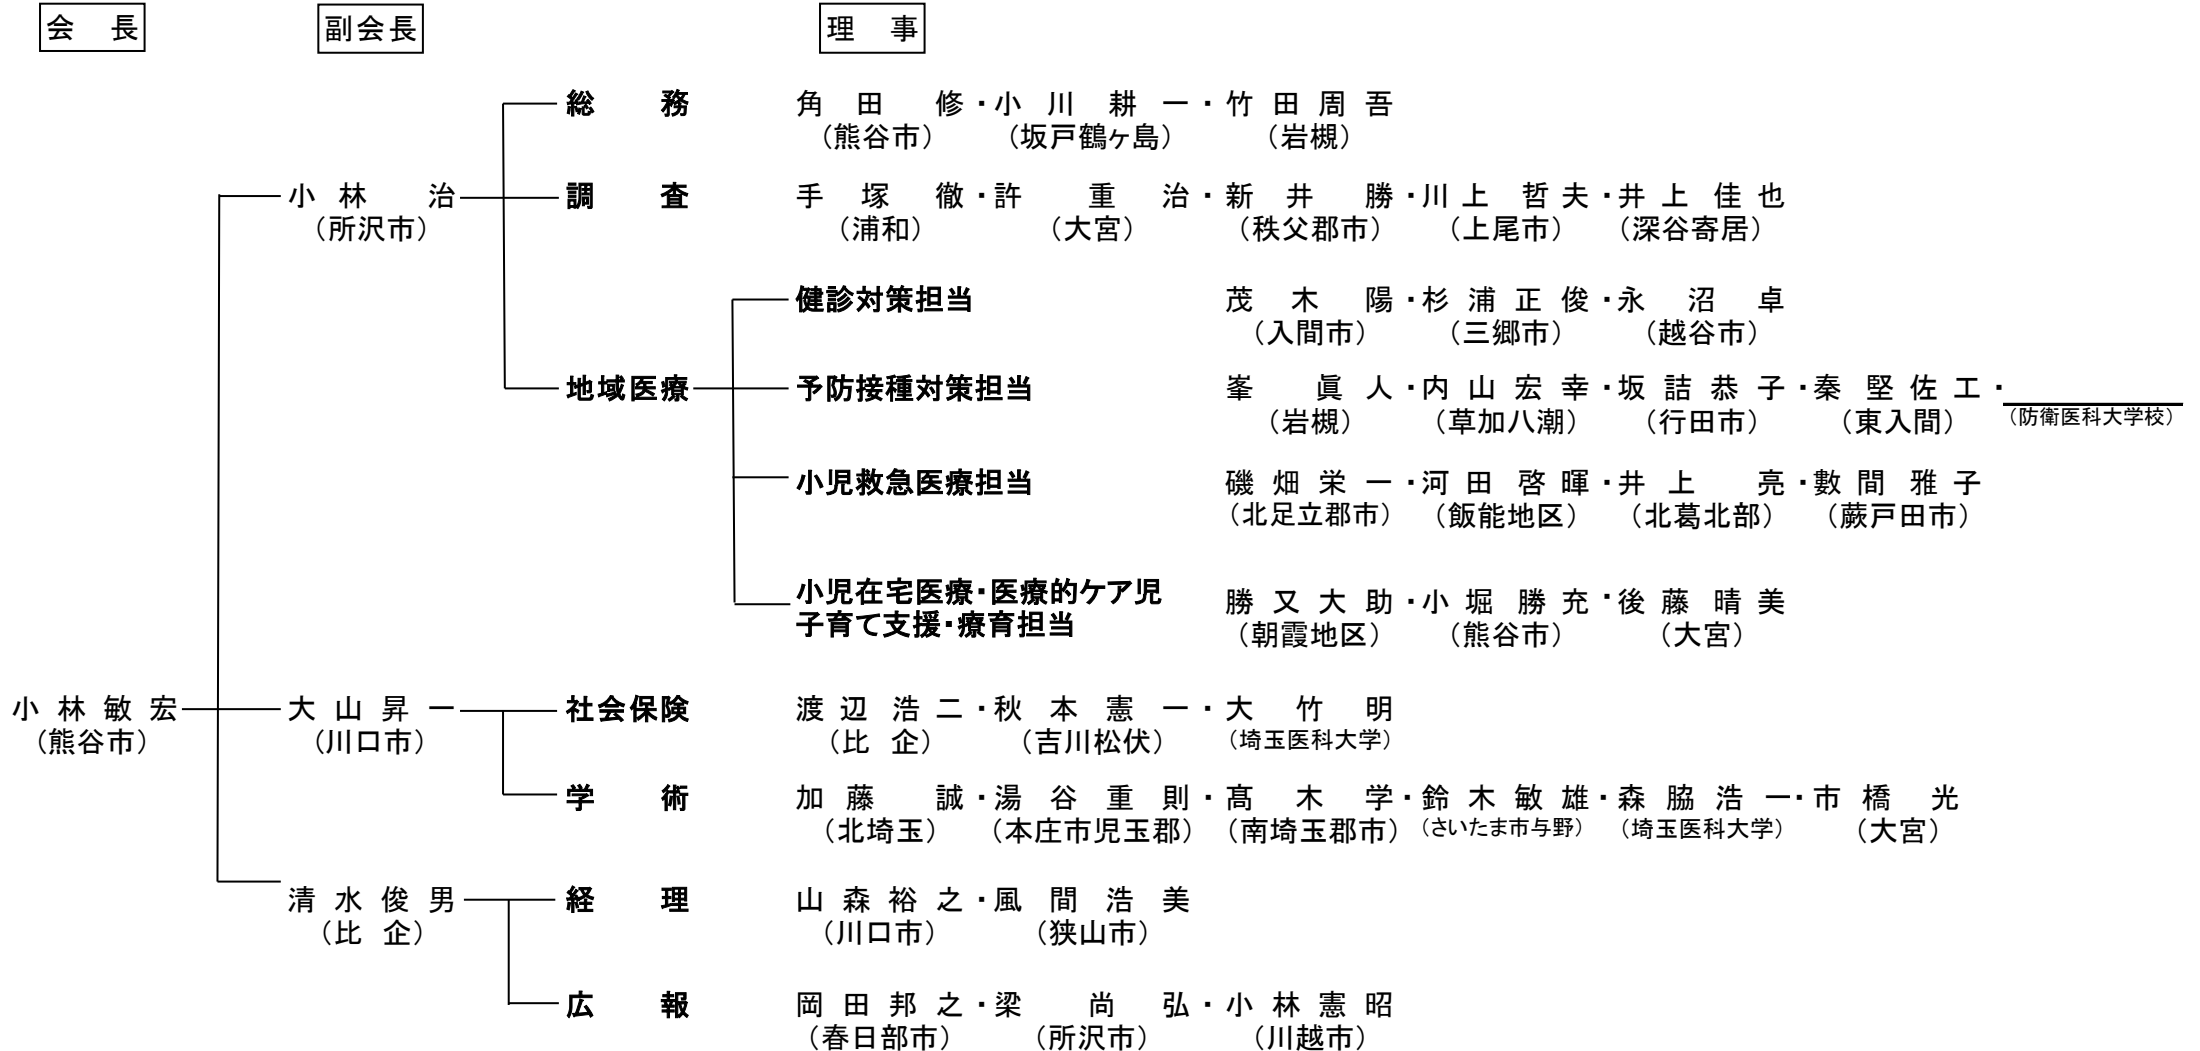 会　長　副会長　理　事
総　務　角田　修・小川耕一・竹田周吾
（熊谷市）　（坂戸鶴ヶ島）　（岩槻）
小林　治　調　査　手塚　徹・許　重治・新井　勝・川上哲夫・井上佳也
（所沢市）　（浦和）　（大宮）　（秩父郡市）　（上尾市）　（深谷寄居）
健診対策担当　茂木　陽・杉浦正俊・永沼　卓
（入間市）　（三郷市）　（越谷市）
地域医療　予防接種対策担当　峯　眞人・内山宏幸・坂詰恭子・秦堅佐工・
（岩槻）　（草加八潮）　（行田市）　（東入間）　（防衛医科大学校）
小児救急医療担当　磯畑栄一・河田啓暉・井上　亮・數間雅子
（北足立郡市）　（飯能地区）　（北葛北部）　（蕨戸田市）
小児在宅医療・医療的ケア児
子育て支援・療育担当　勝又大助・小堀勝充・後藤晴美
（朝霞地区）　（熊谷市）　（大宮）
小林敏宏　大山昇一　社会保険　渡辺浩二・秋本憲一・大竹　明
（熊谷市）　（川口市）　（比　企）　（吉川松伏）　（埼玉医科大学）
学　術　加藤　誠・湯谷重則・髙木　学・鈴木敏雄・森脇浩一・市橋　光
（北埼玉）　（本庄市児玉郡）　（南埼玉郡市）　（さいたま市与野）　（埼玉医科大学）　（大宮）
清水俊男　経　理　山森裕之・風間浩美
（比　企）　（川口市）　（狭山市）
広　報　岡田邦之・梁　尚弘・小林憲昭
（春日部市）　（所沢市）　（川越市）